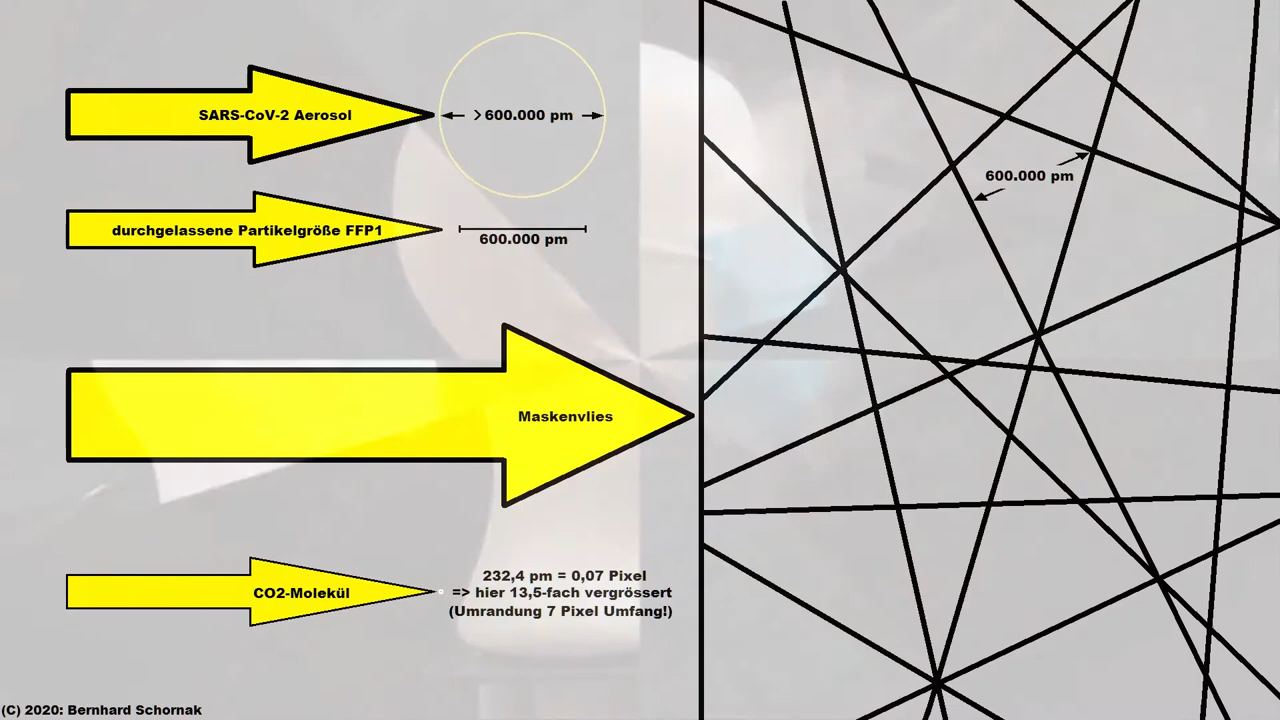 SARS-CoV-2 Aerosol
>600.000 pm
durchgelassene Partikelgröße FFP1
600.000 pm
600.000 pm
Maskenvlies
CO2-Molekül
232,4 pm = 0,07 Pixel
=> hier 13,5-fach vergrössert
(Umrandung 7 Pixel Umfang!)
(C) 2020: Bernhard Schornak